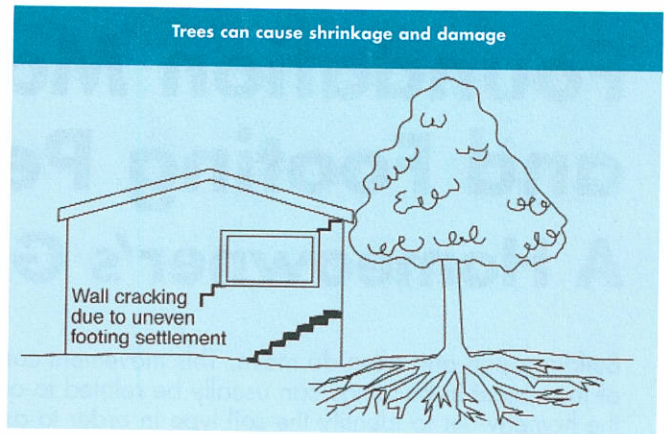 Trees can cause shrinkage and damage
Wall cracking
due to uneven
footing settlement